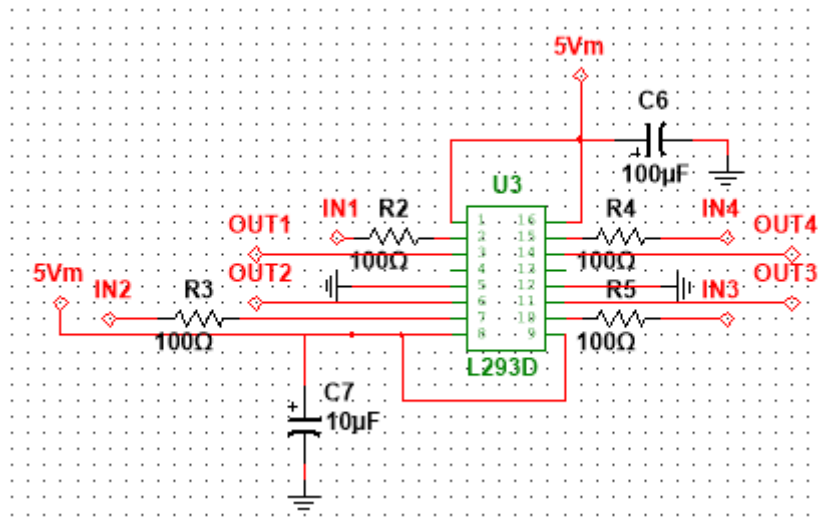 5Vm
C6
100µF
U3
IN1 R2
R4 IN4
OUT1
OUT4
1 16
2 15
3 14
100Ω
100Ω
4 13
5Vm
OUT2
OUT3
IN2 R3
R5 IN3
5 12
6 11
7 10
100Ω
100Ω
8 9
L293D
C7
10µF